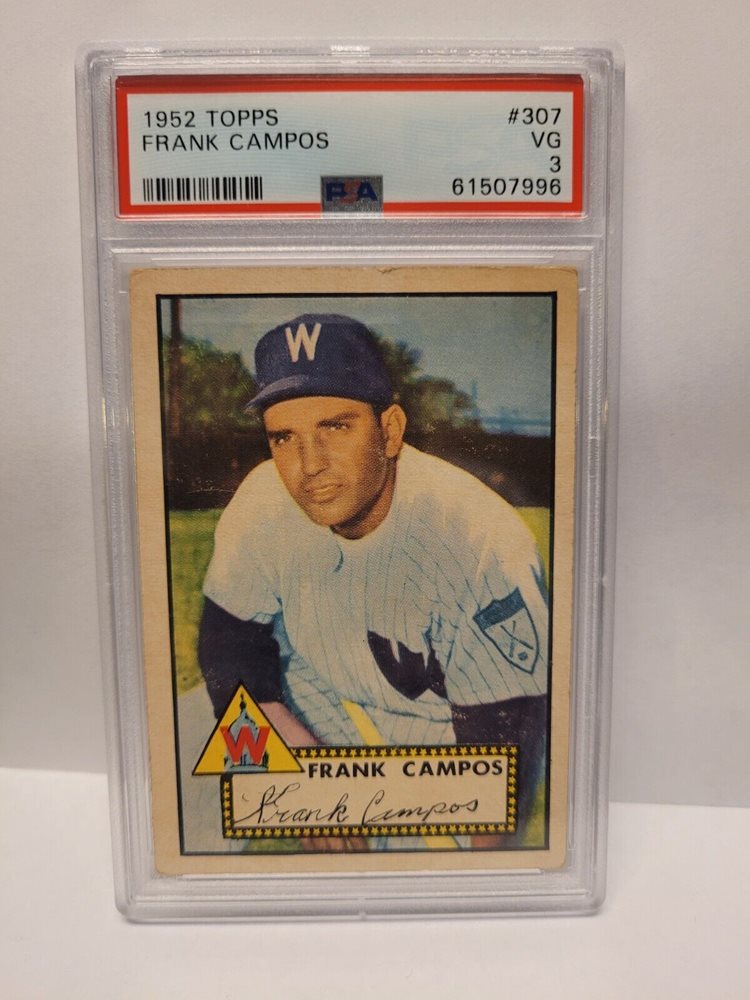 1952 TOPPS #307
FRANK CAMPOS VG
3
PSA 61507996
W
W
FRANK CAMPOS
Frank Campos